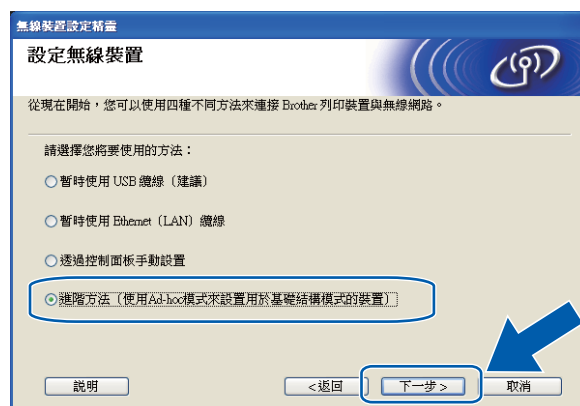 無線裝置設定精靈
設定無線裝置
從現在開始，您可以使用四種不同方法來連接 Brother 列印裝置與無線網路。
請選擇您將要使用的方法：
暫時使用 USB 纜線（建議）
暫時使用 Ethernet（LAN）纜線
透過控制面板手動設置
進階方法（使用Ad-hoc模式來設置用於基礎結構模式的裝置）
説明 <返回 下一步> 取消